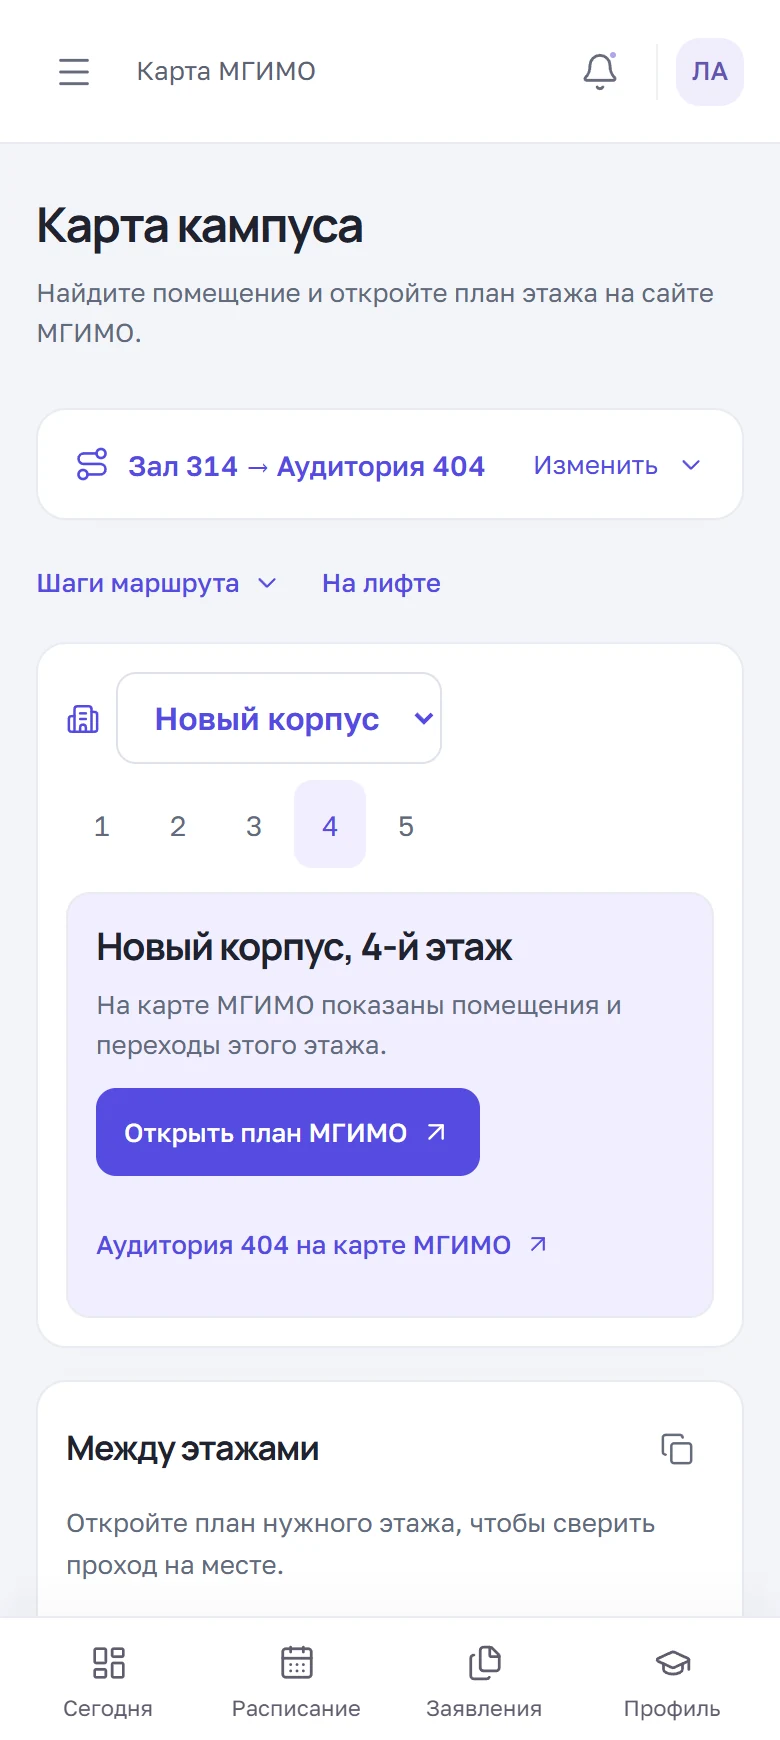 Карта МГИМО
ЛА
Карта кампуса
Найдите помещение и откройте план этажа на сайте
МГИМО.
Зал 314 → Аудитория 404
Изменить
Шаги маршрута
На лифте
Новый корпус
1 2 3 4 5
Новый корпус, 4-й этаж
На карте МГИМО показаны помещения и
переходы этого этажа.
Открыть план МГИМО
Аудитория 404 на карте МГИМО
Между этажами
Откройте план нужного этажа, чтобы сверить
проход на месте.
Сегодня
Расписание
Заявления
Профиль